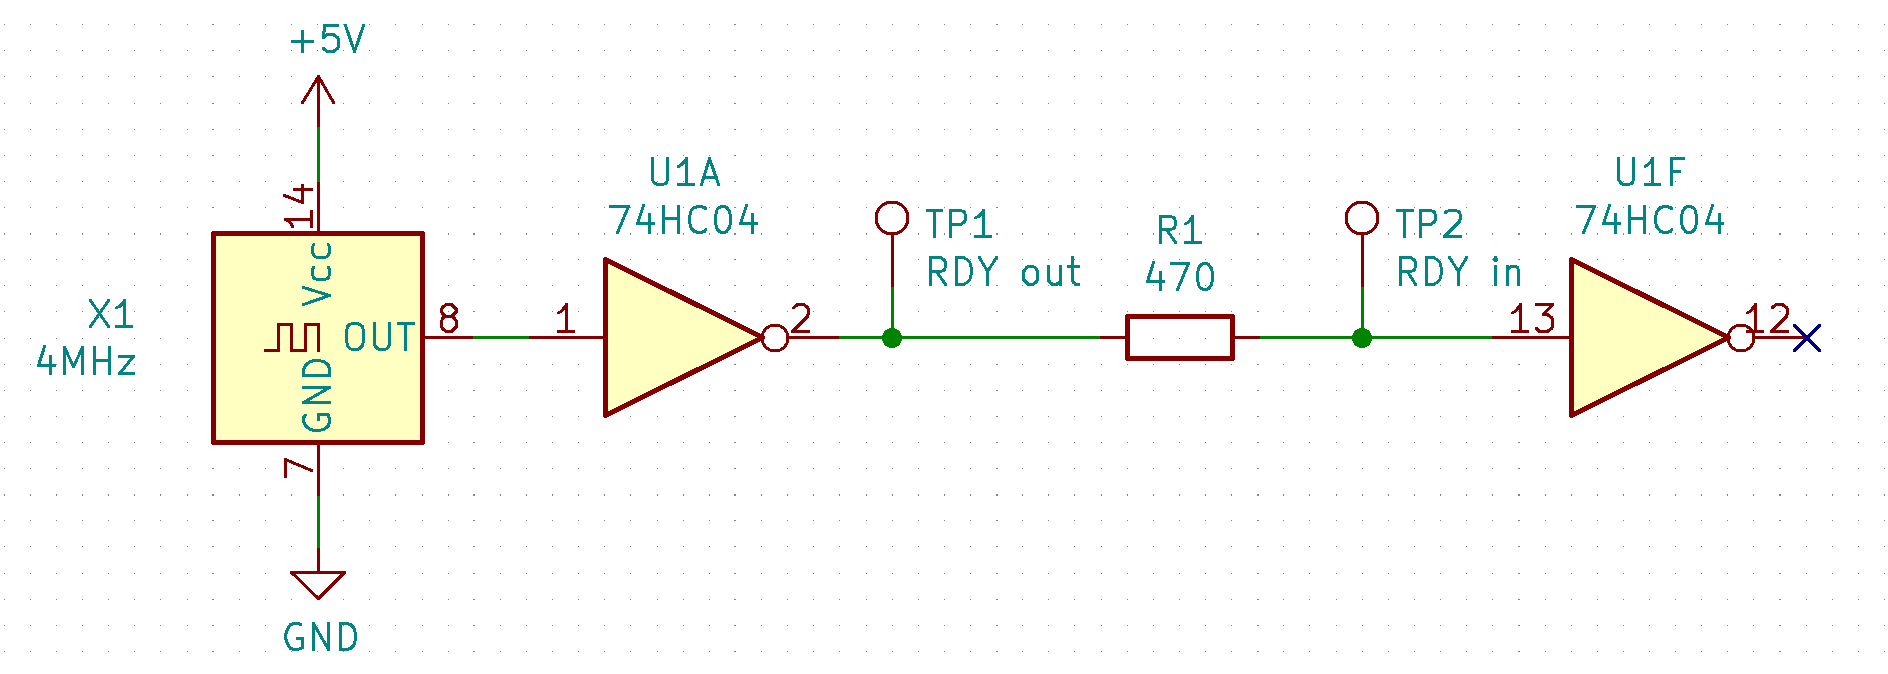 +5V
14
Vcc
X1
4MHz
OUT
GND
8
7
GND
U1A
74HC04
1
2
TP1
RDY out
R1
470
TP2
RDY in
U1F
74HC04
13
12